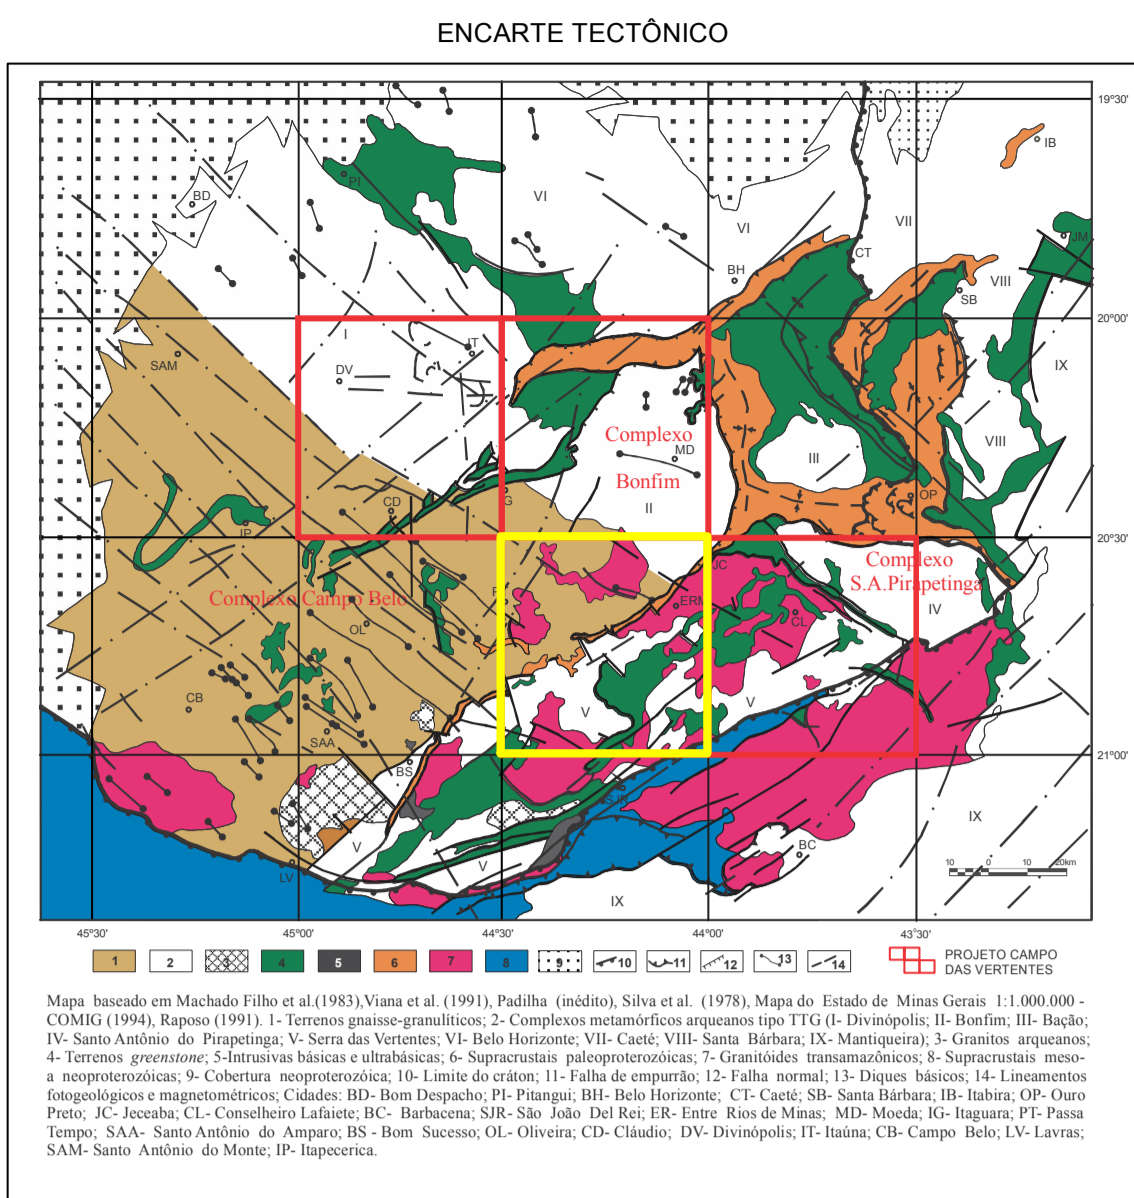 ENCARTE TECTÔNICO
19°30'
IB
BD
PI
VI
VI
VII
JM
CT
BH
SB
VIII
20°00'
I
IT
SAM
DV
IX
Complexo
MD
Bonfim
III
VIII
II
CD
G
OP
IP
20°30'
Complexo
S.A.Pirapetinga
JC
Complexo Campo Belo
ER
IV
OL
CL
CB
V
V
SAA
21°00'
BS
SJR
V
BC
IX
LV
V
IX
10 0 10 20km
45°30' 45°00' 44°30' 44°00' 43°30'
1 2 3 4 5 6 7 8 9 10 11 12 13 14
PROJETO CAMPO
DAS VERTENTES
Mapa baseado em Machado Filho et al.(1983),Viana et al. (1991), Padilha (inédito), Silva et al. (1978), Mapa do Estado de Minas Gerais 1:1.000.000 -
COMIG (1994), Raposo (1991). 1- Terrenos gnaisse-granulíticos; 2- Complexos metamórficos arqueanos tipo TTG (I- Divinópolis; II- Bonfim; III- Bação;
IV- Santo Antônio do Pirapetinga; V- Serra das Vertentes; VI- Belo Horizonte; VII- Caeté; VIII- Santa Bárbara; IX- Mantiqueira); 3- Granitos arqueanos;
4- Terrenos greenstone; 5-Intrusivas básicas e ultrabásicas; 6- Supracrustais paleoproterozóicas; 7- Granitóides transamazônicos; 8- Supracrustais meso-
a neoproterozóicas; 9- Cobertura neoproterozóica; 10- Limite do cráton; 11- Falha de empurrão; 12- Falha normal; 13- Diques básicos; 14- Lineamentos
fotogeológicos e magnetométricos; Cidades: BD- Bom Despacho; PI- Pitangui; BH- Belo Horizonte; CT- Caeté; SB- Santa Bárbara; IB- Itabira; OP- Ouro
Preto; JC- Jeceaba; CL- Conselheiro Lafaiete; BC- Barbacena; SJR- São João Del Rei; ER- Entre Rios de Minas; MD- Moeda; IG- Itaguara; PT- Passa
Tempo; SAA- Santo Antônio do Amparo; BS - Bom Sucesso; OL- Oliveira; CD- Cláudio; DV- Divinópolis; IT- Itaúna; CB- Campo Belo; LV- Lavras;
SAM- Santo Antônio do Monte; IP- Itapecerica.